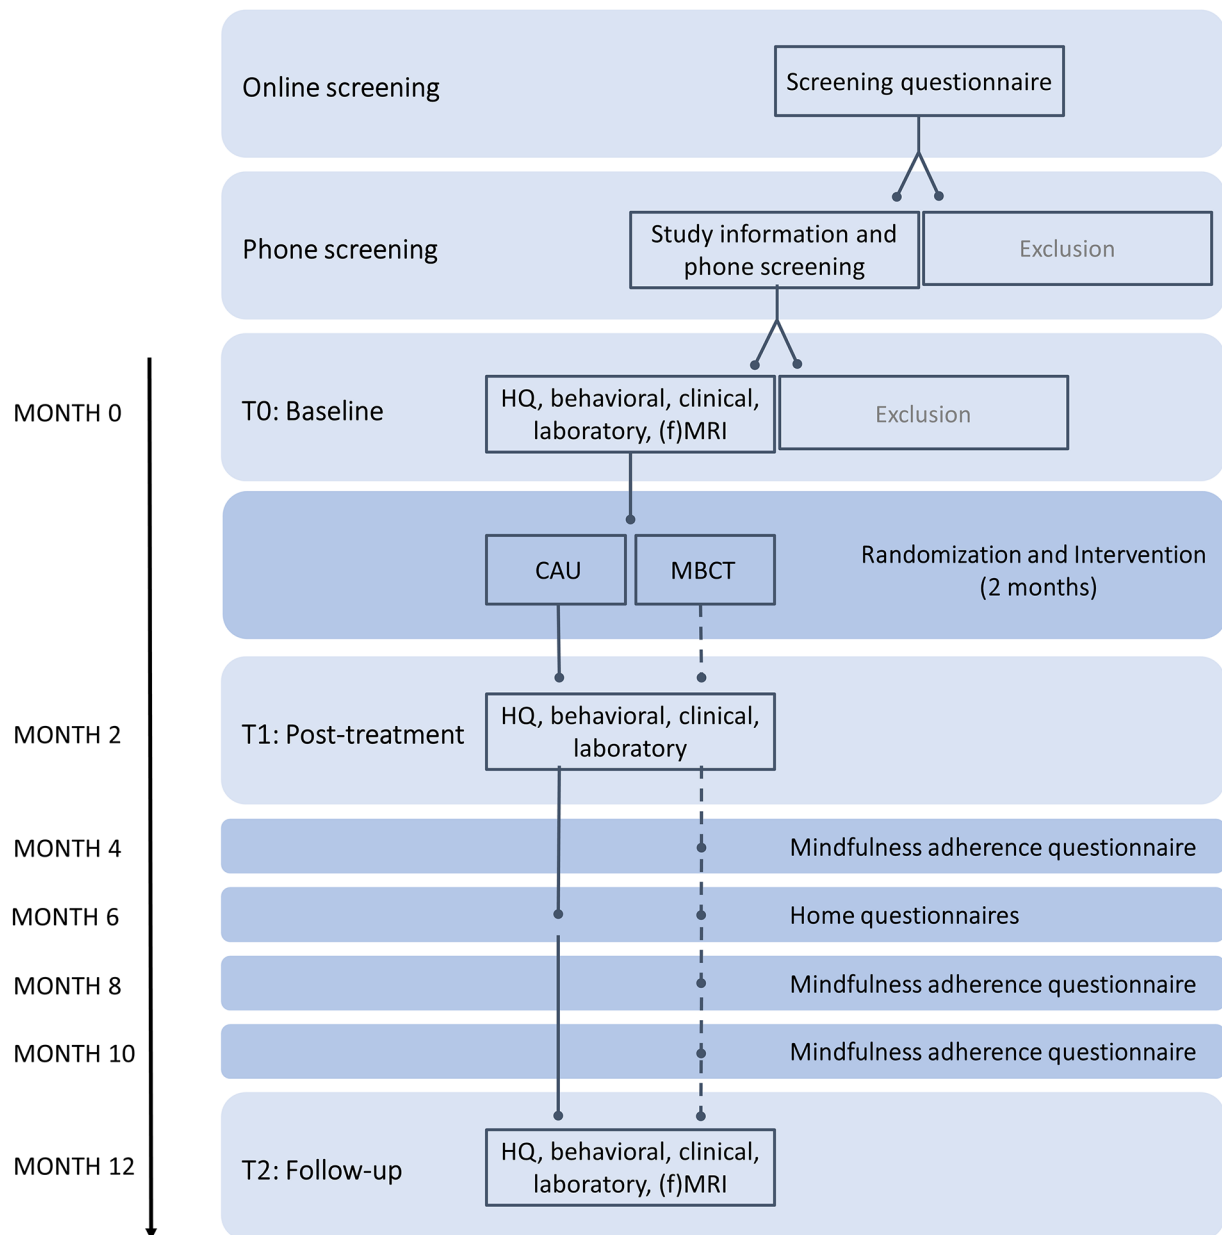 Online screening
Screening questionnaire
Phone screening
Study information and
phone screening
Exclusion
MONTH 0
T0: Baseline
HQ, behavioral, clinical,
laboratory, (f)MRI
Exclusion
CAU
MBCT
Randomization and Intervention
(2 months)
MONTH 2
T1: Post-treatment
HQ, behavioral, clinical,
laboratory
MONTH 4
Mindfulness adherence questionnaire
MONTH 6
Home questionnaires
MONTH 8
Mindfulness adherence questionnaire
MONTH 10
Mindfulness adherence questionnaire
MONTH 12
T2: Follow-up
HQ, behavioral, clinical,
laboratory, (f)MRI